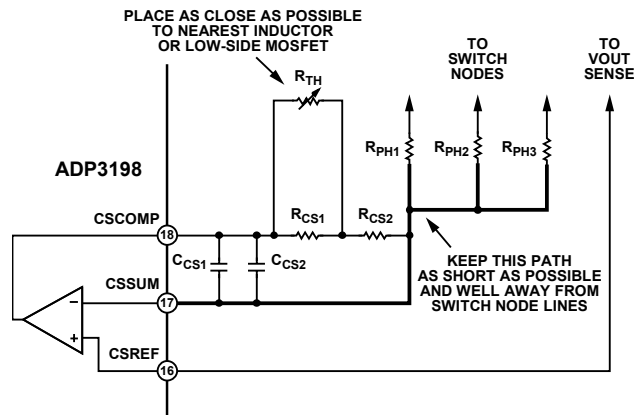 PLACE AS CLOSE AS POSSIBLE
TO NEAREST INDUCTOR
OR LOW-SIDE MOSFET
TO
SWITCH
NODES
TO
VOUT
SENSE
RTH
RPH1
RPH2
RPH3
ADP3198
CSCOMP
18
RCS1
RCS2
CCS1
CCS2
KEEP THIS PATH
AS SHORT AS POSSIBLE
AND WELL AWAY FROM
SWITCH NODE LINES
CSSUM
17
–
+
CSREF
16